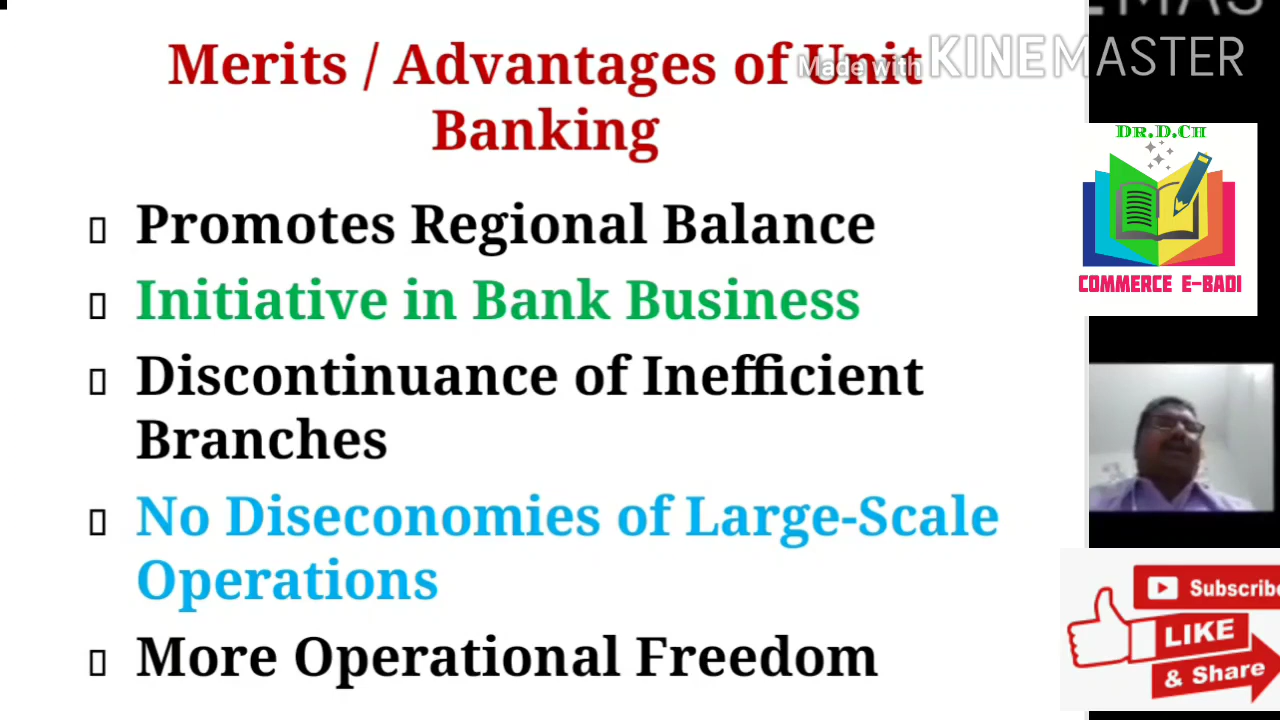 Merits / Advantages of Unit
Banking
Promotes Regional Balance
Initiative in Bank Business
Discontinuance of Inefficient
Branches
No Diseconomies of Large-Scale
Operations
More Operational Freedom
Made with KINEMASTER
DR.D.CH
COMMERCE E-BADI
Subscribe
LIKE
& Share